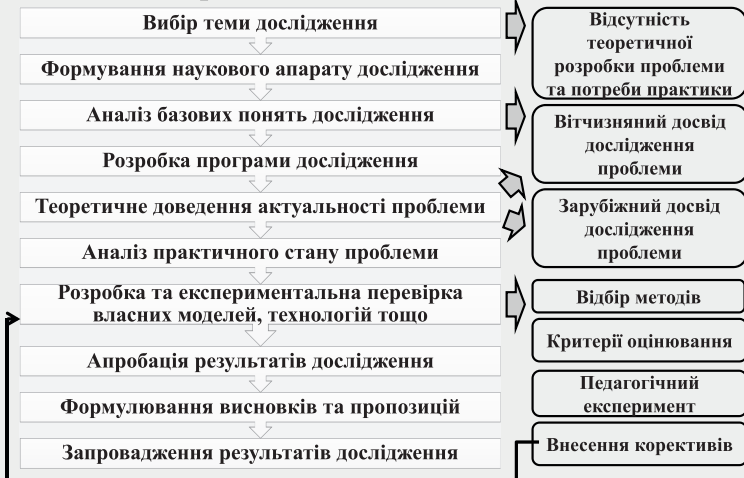 Вибір теми дослідження
Формування наукового апарату дослідження
Аналіз базових понять дослідження
Розробка програми дослідження
Теоретичне доведення актуальності проблеми
Аналіз практичного стану проблеми
Розробка та експериментальна перевірка
власних моделей, технологій тощо
Апробація результатів дослідження
Формулювання висновків та пропозицій
Запровадження результатів дослідження
Відсутність
теоретичної
розробки проблеми
та потреби практики
Вітчизняний досвід
дослідження
проблеми
Зарубіжний досвід
дослідження
проблеми
Відбір методів
Критерії оцінювання
Педагогічний
експеримент
Внесення корективів